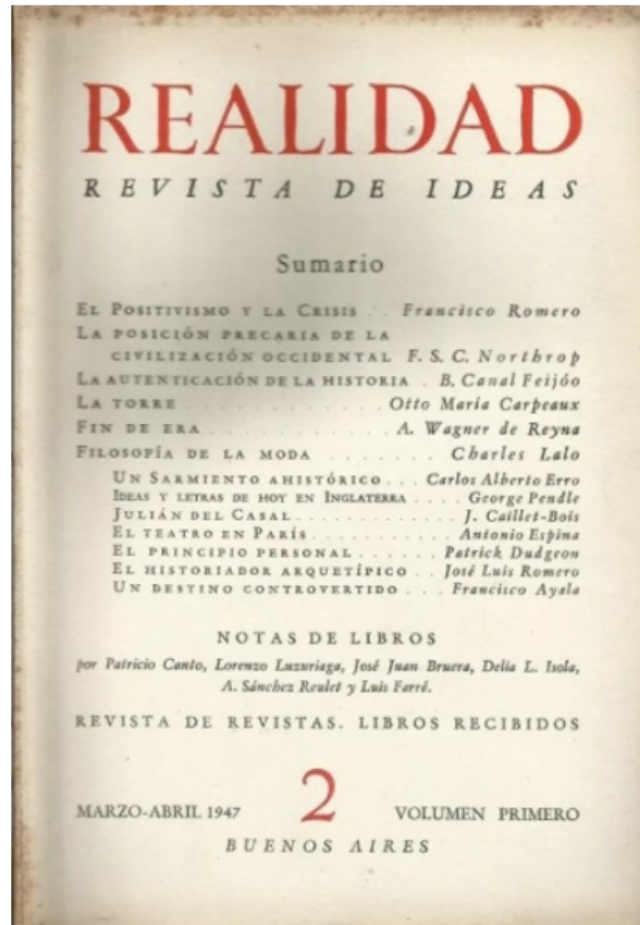 REALIDAD
REVISTA DE IDEAS
Sumario
EL POSITIVISMO Y LA CRISIS . . Francisco Romero
LA POSICIÓN PRECARIA DE LA
CIVILIZACIÓN OCCIDENTAL F. S. C. Northrop
LA AUTENTICACIÓN DE LA HISTORIA . B. Canal Feijóo
LA TORRE . . . . . . . . . . . . Otto Maria Carpeaux
FIN DE ERA . . . . . . . . . . . A. Wagner de Reyna
FILOSOFÍA DE LA MODA . . . . . . . Charles Lalo
UN SARMIENTO AHISTÓRICO . . . Carlos Alberto Erro
IDEAS Y LETRAS DE HOY EN INGLATERRA . . . . George Pendle
JULIÁN DEL CASAL . . . . . . . . . . . . J. Caillet-Bois
EL TEATRO EN PARÍS . . . . . . . . . . . Antonio Espina
EL PRINCIPIO PERSONAL . . . . . . Patrick Dudgeon
EL HISTORIADOR ARQUETÍPICO . . José Luis Romero
UN DESTINO CONTROVERTIDO . . . Francisco Ayala
NOTAS DE LIBROS
por Patricio Canto, Lorenzo Luzuriaga, José Juan Bruera, Delia L. Isola,
A. Sánchez Reulet y Luis Farré.
REVISTA DE REVISTAS. LIBROS RECIBIDOS
MARZO-ABRIL 1947 2 VOLUMEN PRIMERO
BUENOS AIRES